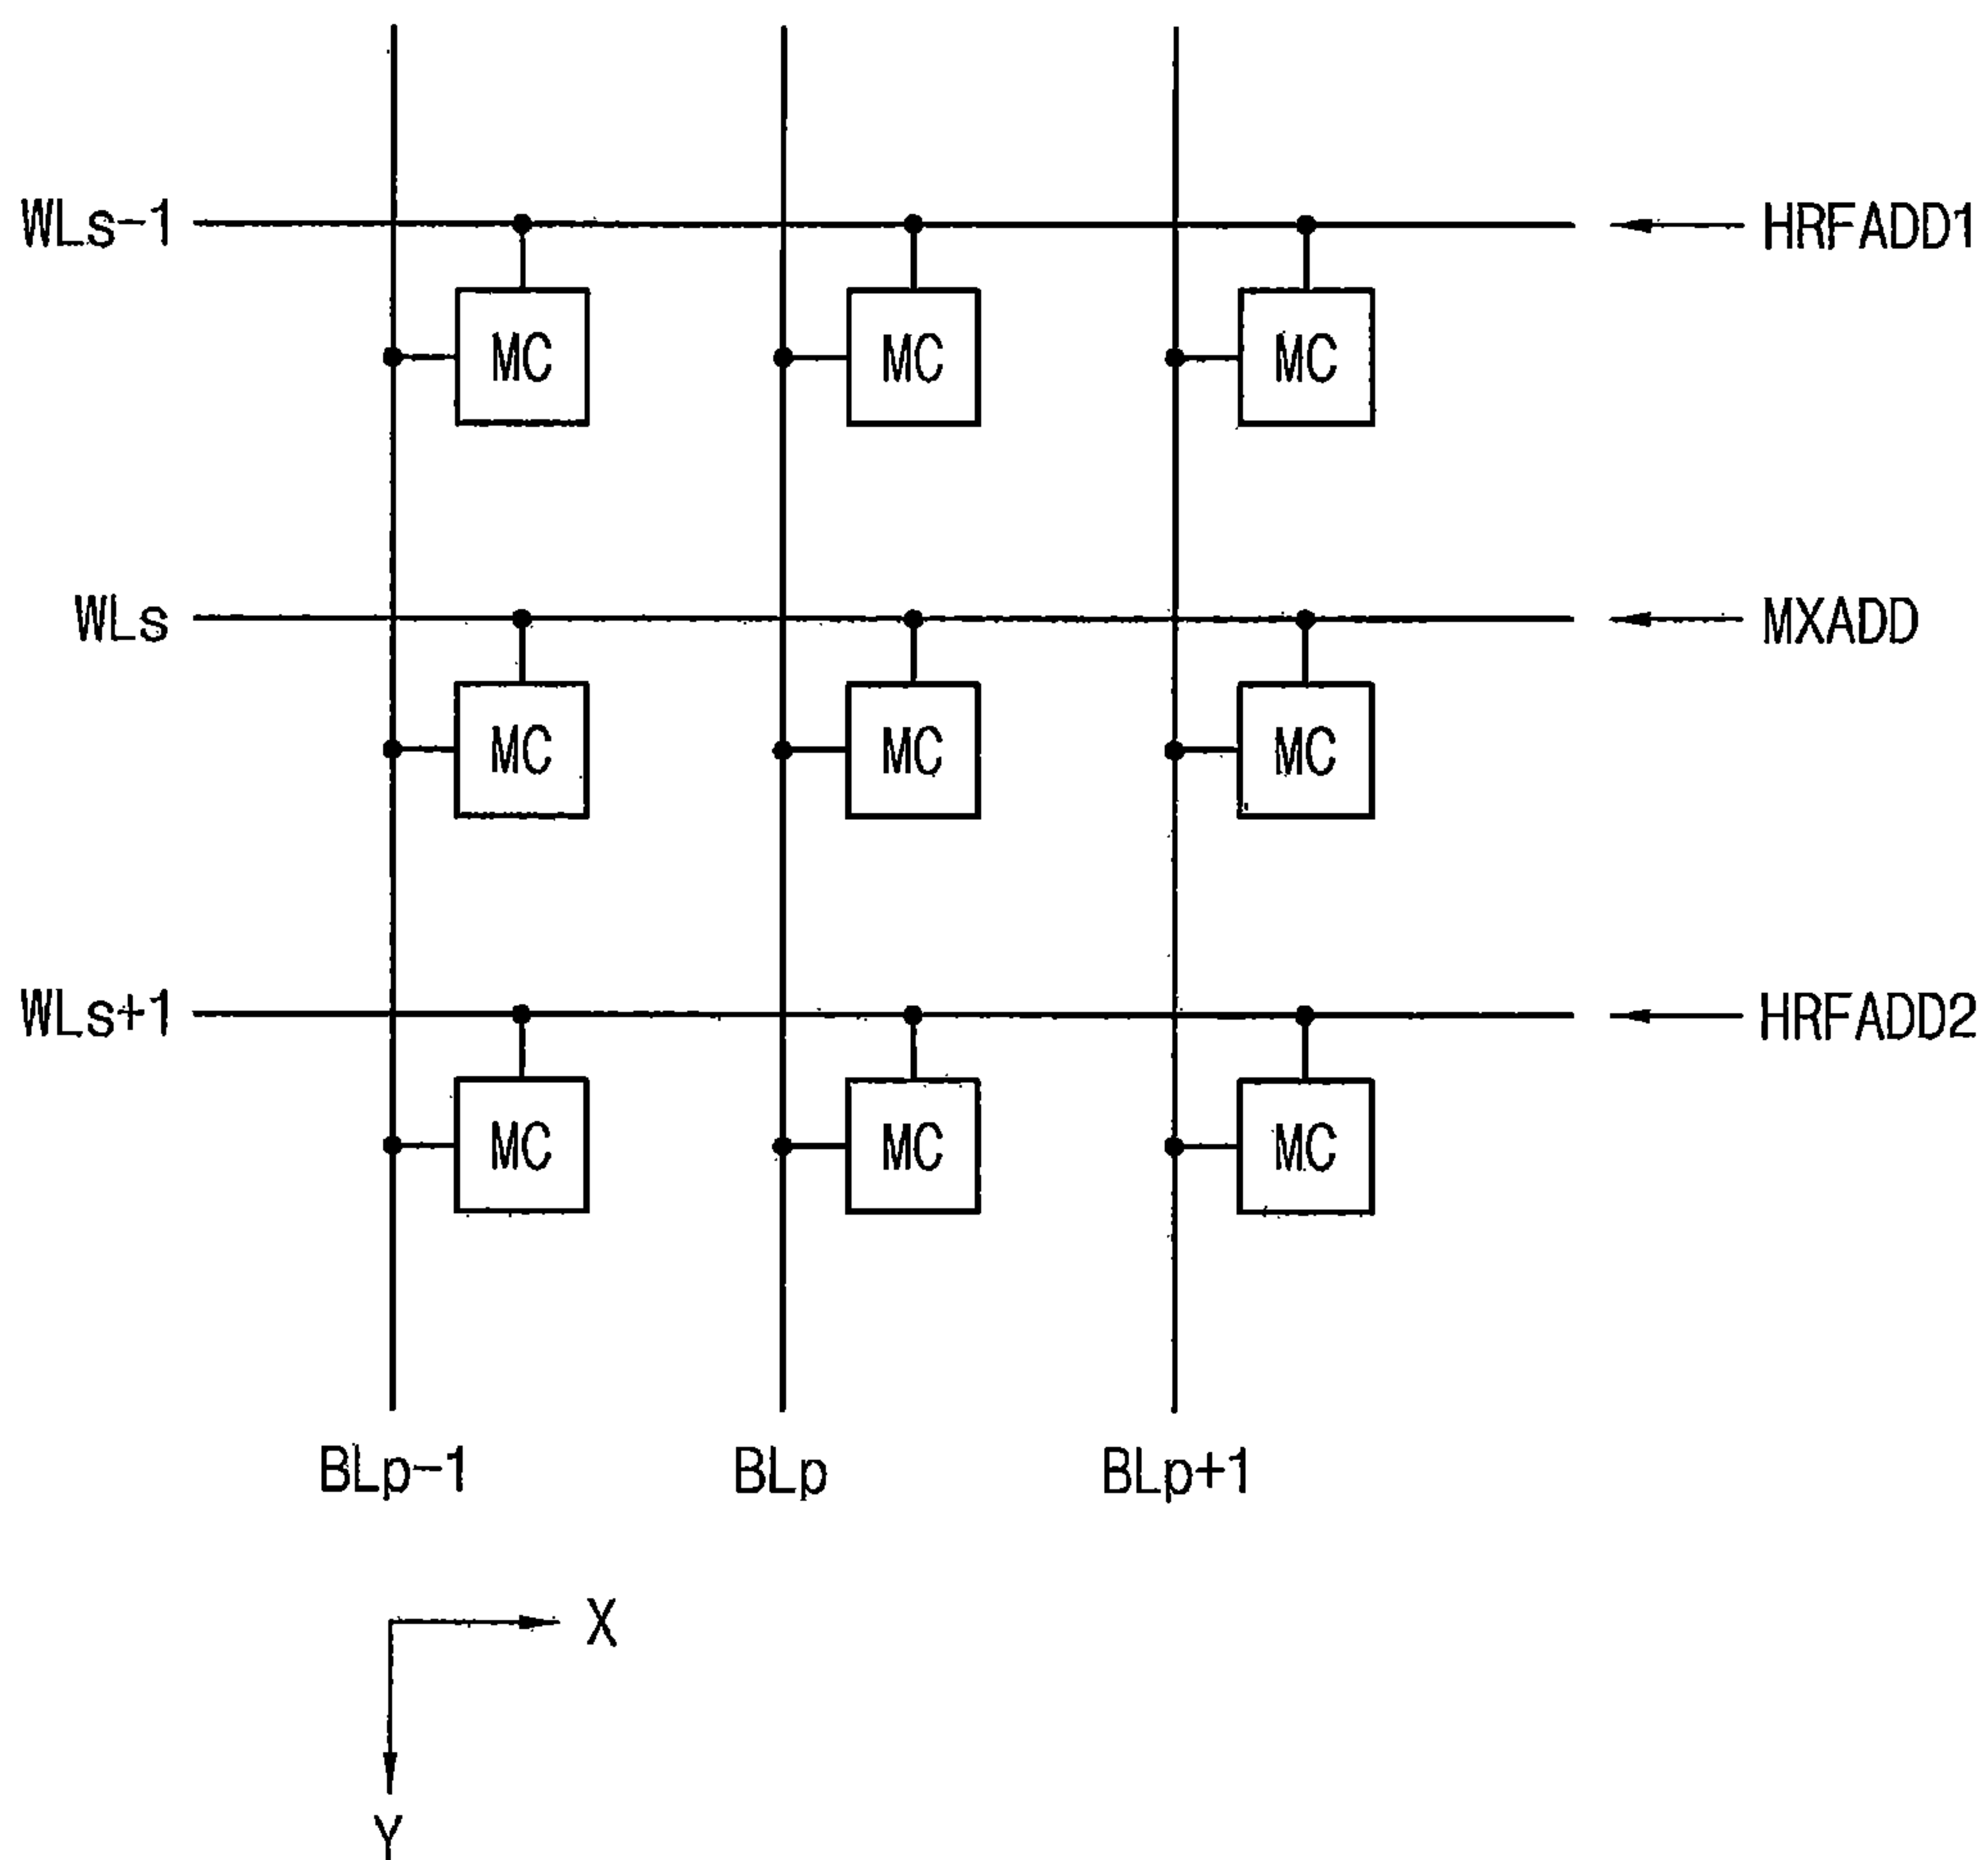 WLs-1 HRFADD1
MC MC MC
WLs MXADD
MC MC MC
WLs+1 HRFADD2
MC MC MC
BLp-1 BLp BLp+1
X
Y